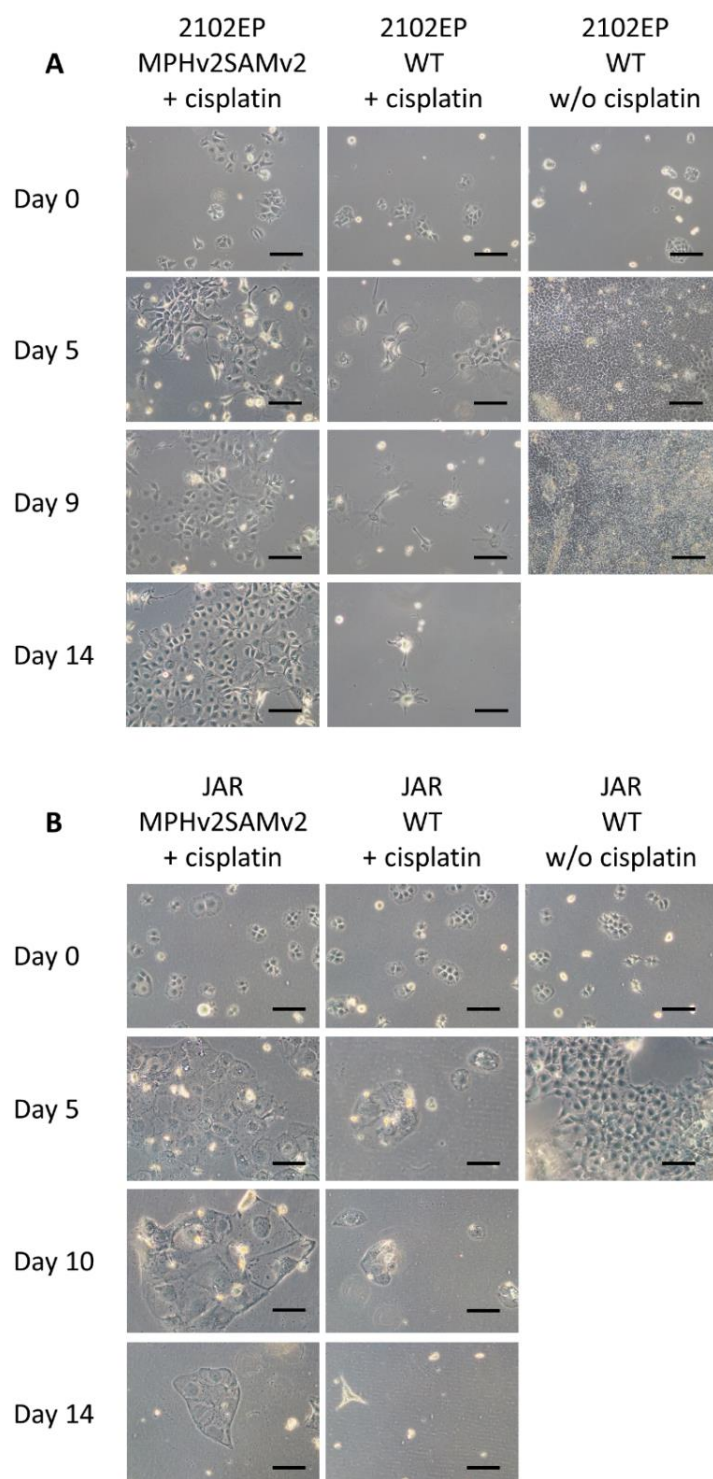 A
2102EP
MPHv2SAMv2
+ cisplatin
2102EP
WT
+ cisplatin
2102EP
WT
w/o cisplatin
Day 0
Day 5
Day 9
Day 14
B
JAR
MPHv2SAMv2
+ cisplatin
JAR
WT
+ cisplatin
JAR
WT
w/o cisplatin
Day 0
Day 5
Day 10
Day 14